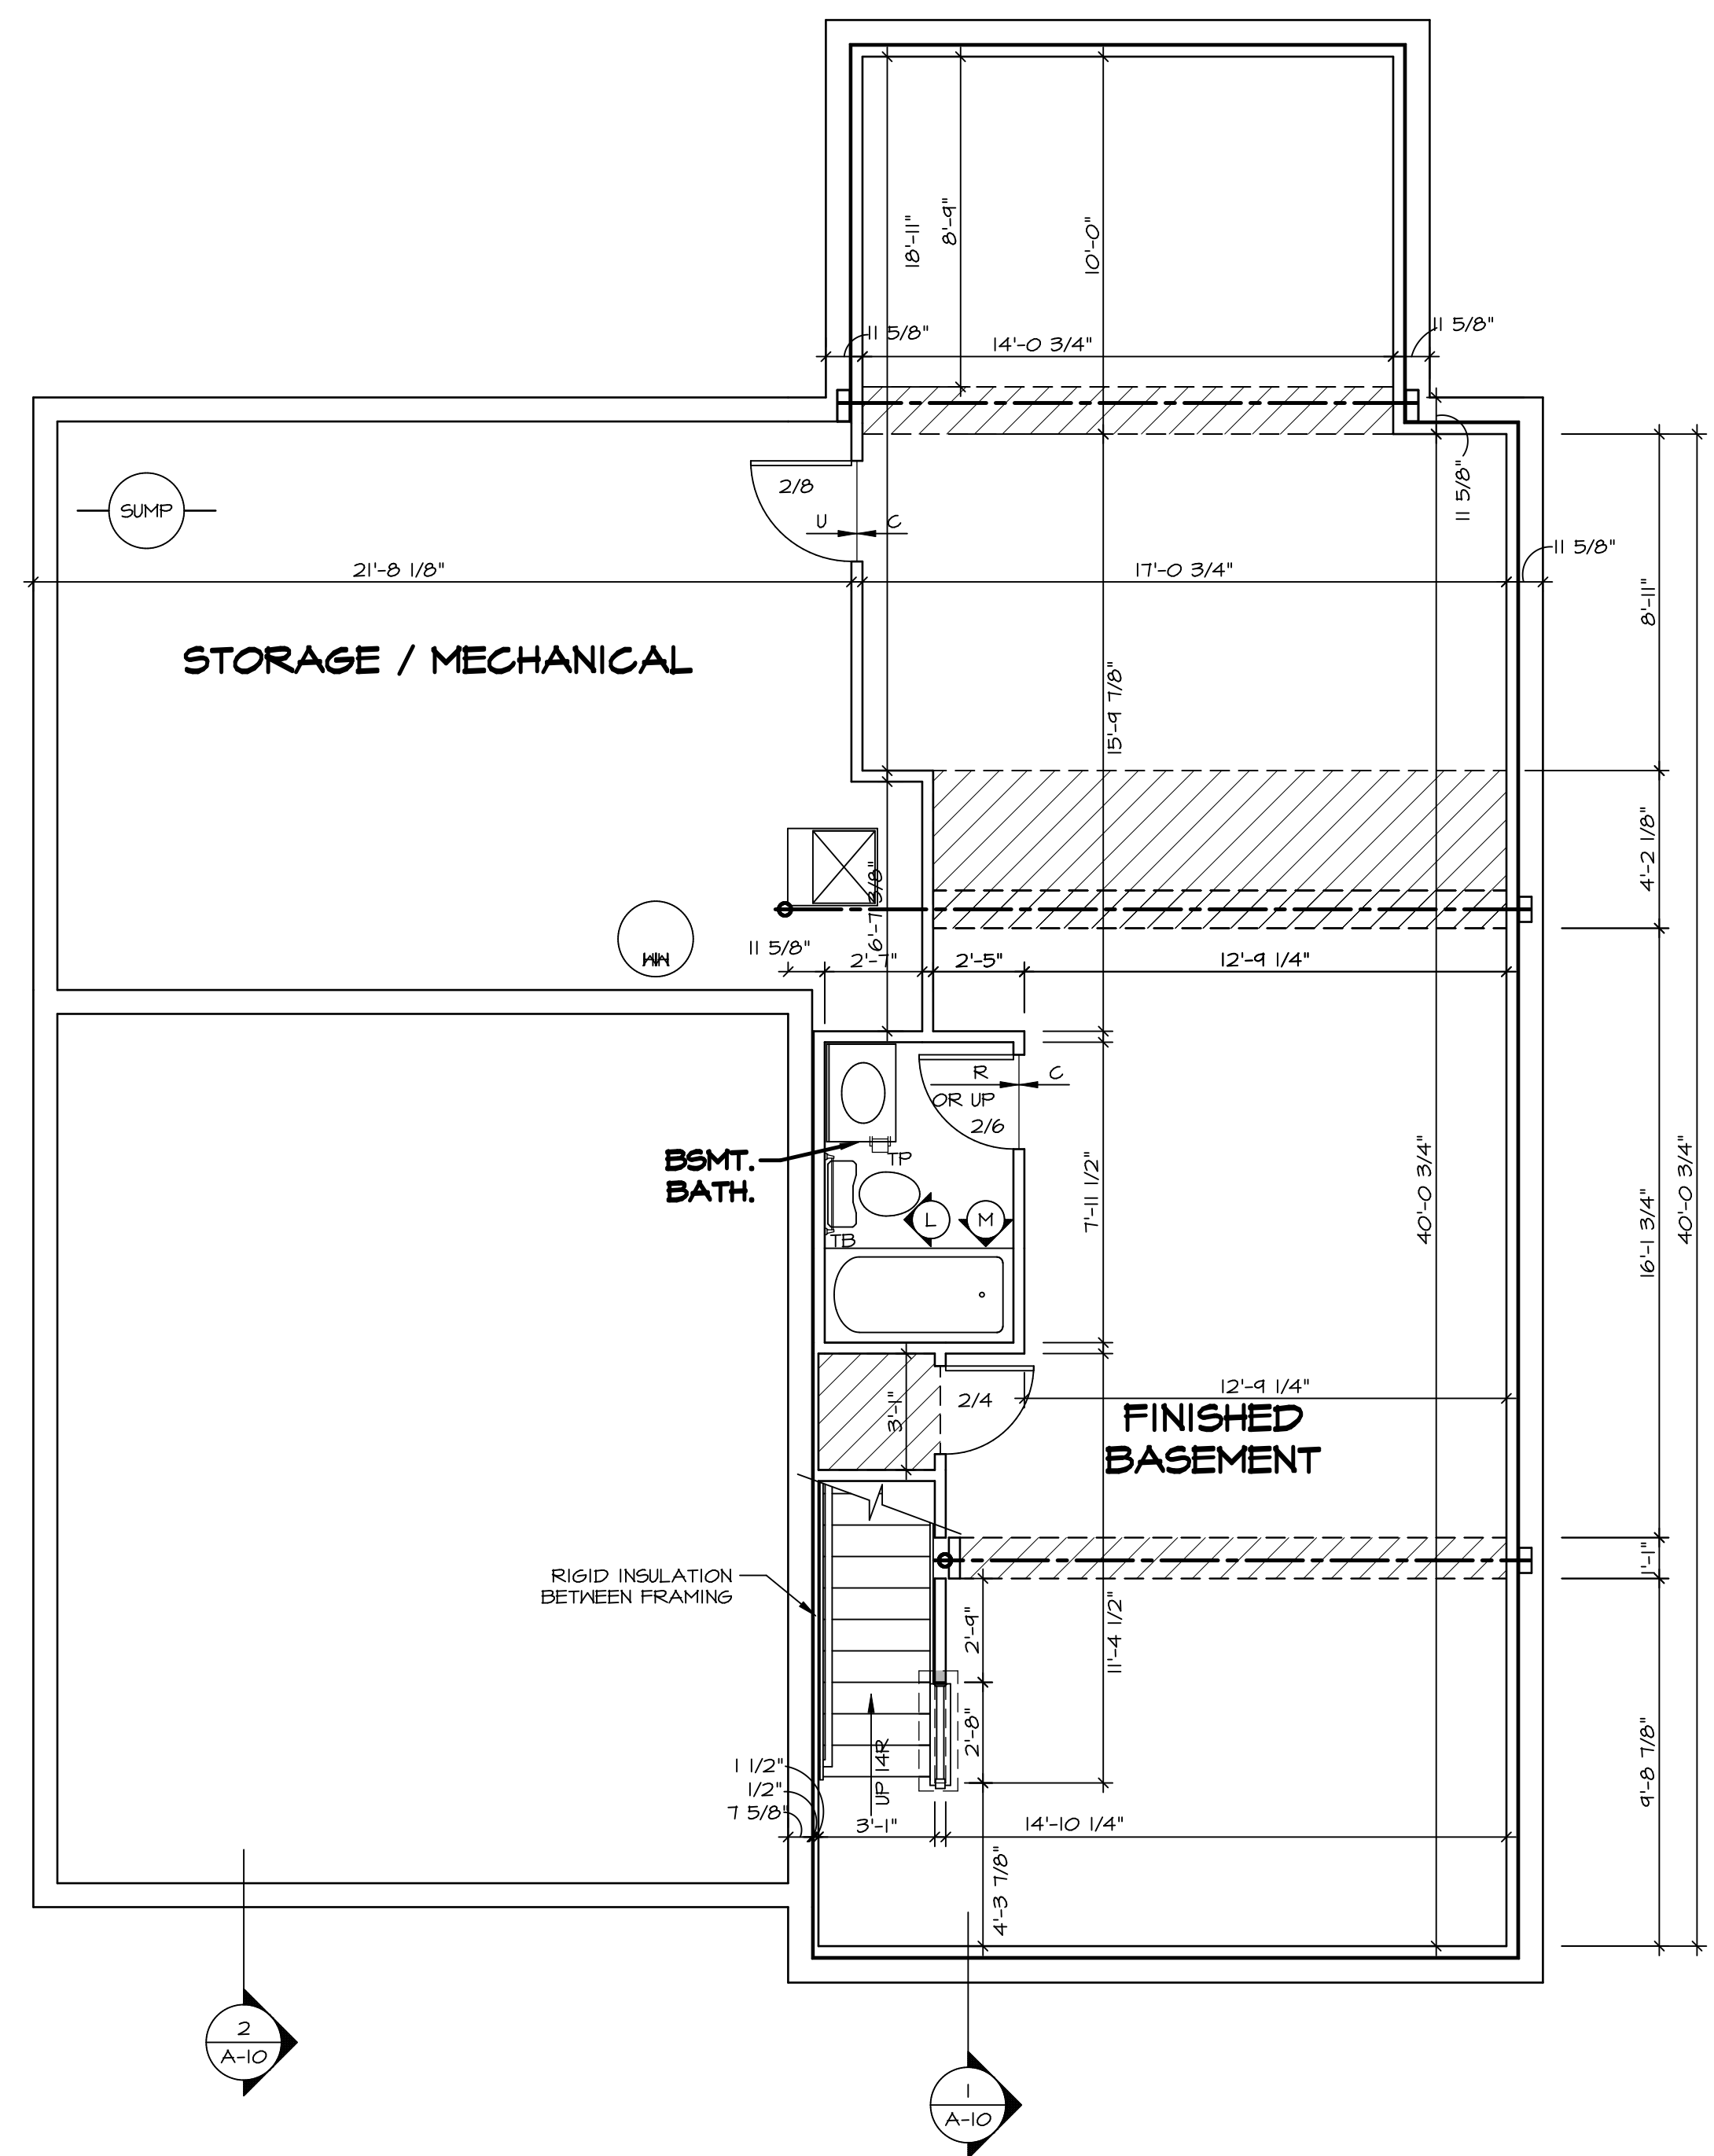 18'-11"
8'-9"
10'-0"
11 5/8"
14'-0 3/4"
11 5/8"
2/8
U C
SUMP
11 5/8"
11 5/8"
21'-8 1/8"
17'-0 3/4"
8'-11"
STORAGE / MECHANICAL
15'-9 7/8"
4'-2 1/8"
6'-7 3/8"
11 5/8"
2'-7"
2'-5"
12'-9 1/4"
R C
OR UP
2/6
BSMT.
BATH.
TP
L
M
TB
7'-11 1/2"
40'-0 3/4"
16'-1 3/4"
40'-0 3/4"
3'-1"
2/4
12'-9 1/4"
FINISHED
BASEMENT
RIGID INSULATION
BETWEEN FRAMING
1'-1"
2'-9"
11'-4 1/2"
2'-8"
UP 14R
9'-8 7/8"
1 1/2"
1/2"
7 5/8"
3'-1"
14'-10 1/4"
4'-3 7/8"
2
A-10
1
A-10